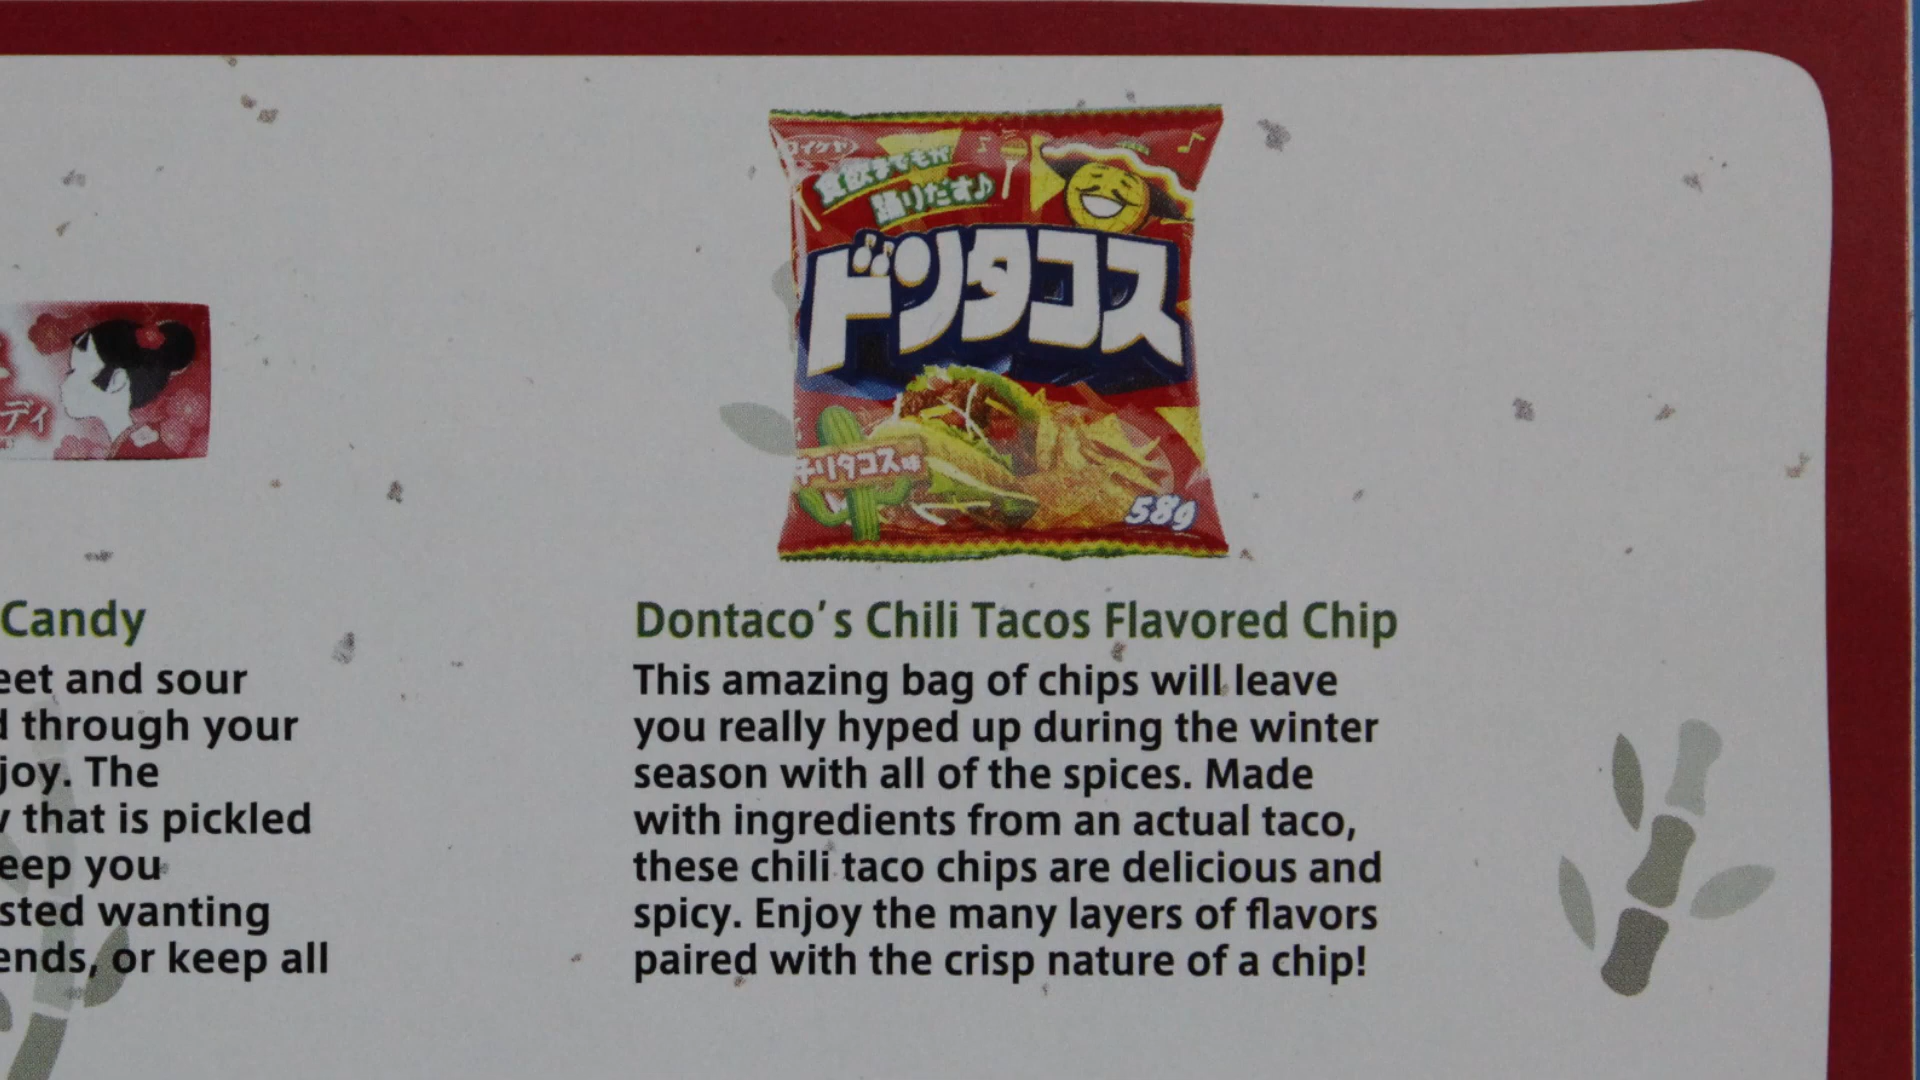 コイケヤ
食欲までもが
踊りだす♪
ドンタコス
チリタコス味
58g
ディ
Candy
eet and sour
through your
joy. The
that is pickled
eep you
sted wanting
ends, or keep all
Dontaco's Chili Tacos Flavored Chip
This amazing bag of chips will leave
you really hyped up during the winter
season with all of the spices. Made
with ingredients from an actual taco,
these chili taco chips are delicious and
spicy. Enjoy the many layers of flavors
paired with the crisp nature of a chip!